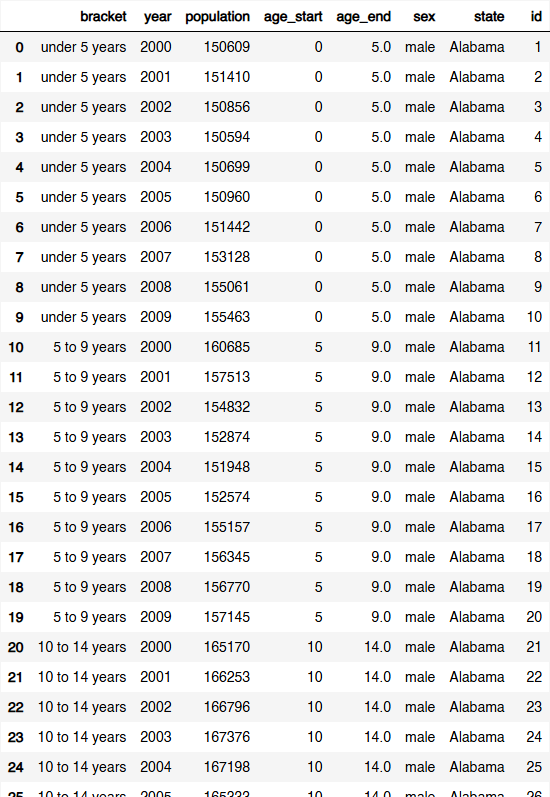 bracket year population age_start age_end sex state id
0 under 5 years 2000 150609 0 5.0 male Alabama 1
1 under 5 years 2001 151410 0 5.0 male Alabama 2
2 under 5 years 2002 150856 0 5.0 male Alabama 3
3 under 5 years 2003 150594 0 5.0 male Alabama 4
4 under 5 years 2004 150699 0 5.0 male Alabama 5
5 under 5 years 2005 150960 0 5.0 male Alabama 6
6 under 5 years 2006 151442 0 5.0 male Alabama 7
7 under 5 years 2007 153128 0 5.0 male Alabama 8
8 under 5 years 2008 155061 0 5.0 male Alabama 9
9 under 5 years 2009 155463 0 5.0 male Alabama 10
10 5 to 9 years 2000 160685 5 9.0 male Alabama 11
11 5 to 9 years 2001 157513 5 9.0 male Alabama 12
12 5 to 9 years 2002 154832 5 9.0 male Alabama 13
13 5 to 9 years 2003 152874 5 9.0 male Alabama 14
14 5 to 9 years 2004 151948 5 9.0 male Alabama 15
15 5 to 9 years 2005 152574 5 9.0 male Alabama 16
16 5 to 9 years 2006 155157 5 9.0 male Alabama 17
17 5 to 9 years 2007 156345 5 9.0 male Alabama 18
18 5 to 9 years 2008 156770 5 9.0 male Alabama 19
19 5 to 9 years 2009 157145 5 9.0 male Alabama 20
20 10 to 14 years 2000 165170 10 14.0 male Alabama 21
21 10 to 14 years 2001 166253 10 14.0 male Alabama 22
22 10 to 14 years 2002 166796 10 14.0 male Alabama 23
23 10 to 14 years 2003 167376 10 14.0 male Alabama 24
24 10 to 14 years 2004 167198 10 14.0 male Alabama 25
25 10 to 14 years 2005 10 14.0 male Alabama 26